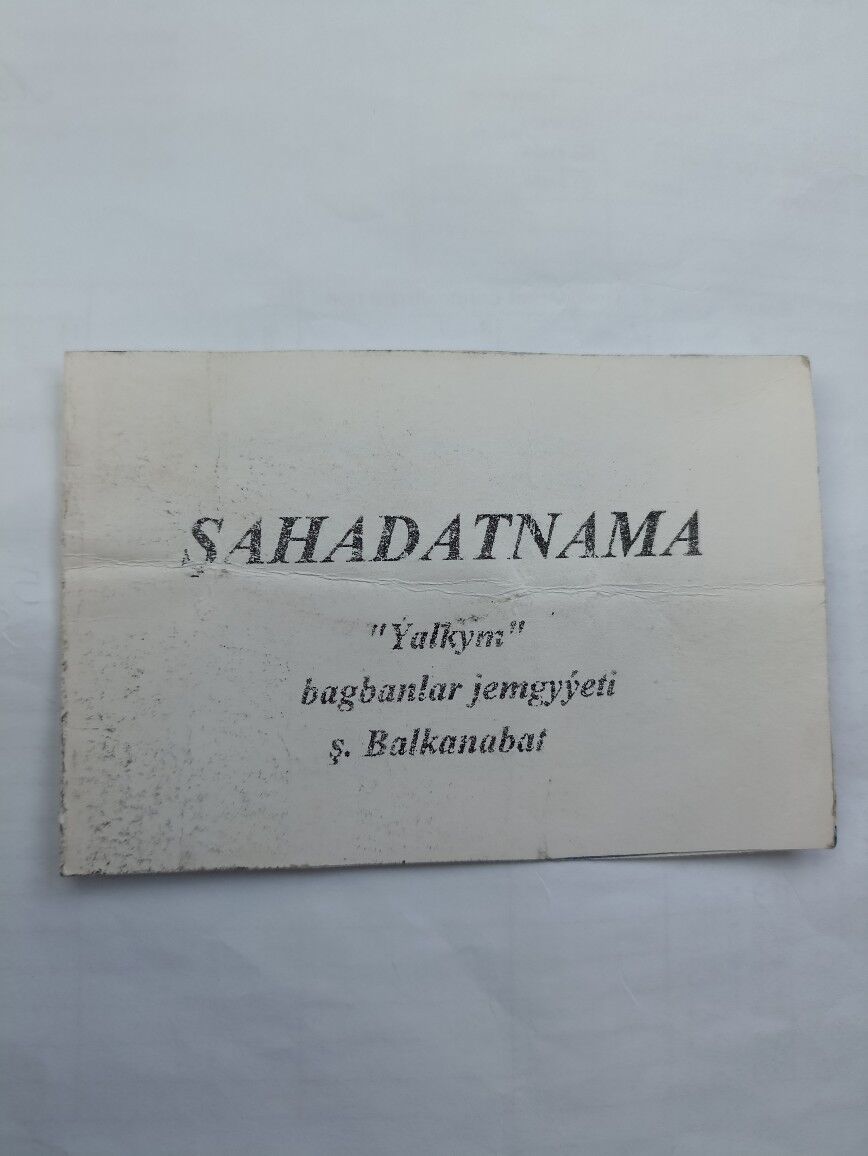 ŞAHADATNAMA
"Ýalkym"
bagbanlar jemgyýeti
ş. Balkanabat